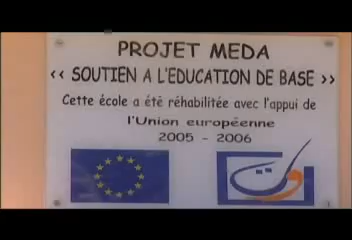 PROJET MEDA
<< SOUTIEN A L'EDUCATION DE BASE >>
Cette école a été réhabilitée avec l'appui de
l'Union européenne
2005 - 2006